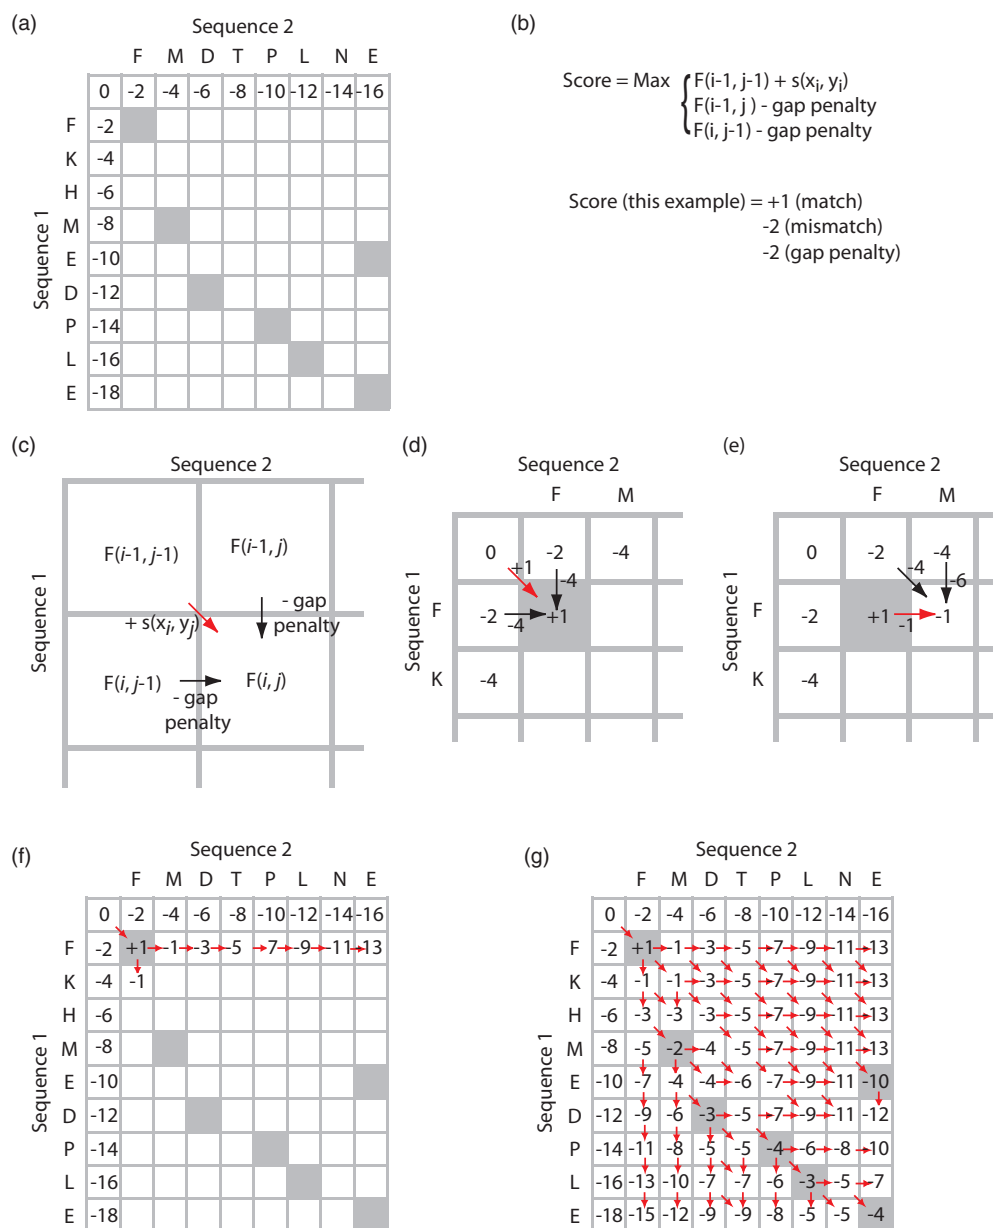 (a)
Sequence 2
F M D T P L N E
0 -2 -4 -6 -8 -10 -12 -14 -16
F -2
K -4
H -6
M -8
E -10
D -12
P -14
L -16
E -18
Sequence 1
(b)
Score = Max { F(i-1, j-1) + s(xi, yi)
F(i-1, j ) - gap penalty
F(i, j-1) - gap penalty
Score (this example) = +1 (match)
-2 (mismatch)
-2 (gap penalty)
(c)
Sequence 2
Sequence 1
F(i-1, j-1)
F(i-1, j)
+ s(xi, yj)
- gap
penalty
F(i, j-1)
F(i, j)
- gap
penalty
(d)
Sequence 2
F M
Sequence 1
0 -2 -4
+1 -4
F -2 +1
-4
K -4
(e)
Sequence 2
F M
Sequence 1
0 -2 -4
-4 -6
F -2 +1 -1
-1
K -4
(f)
Sequence 2
F M D T P L N E
0 -2 -4 -6 -8 -10 -12 -14 -16
F -2 +1 -1 -3 -5 -7 -9 -11 -13
K -4 -1
H -6
M -8
E -10
D -12
P -14
L -16
E -18
Sequence 1
(g)
Sequence 2
F M D T P L N E
0 -2 -4 -6 -8 -10 -12 -14 -16
F -2 +1 -1 -3 -5 -7 -9 -11 -13
K -4 -1 -1 -3 -5 -7 -9 -11 -13
H -6 -3 -3 -3 -5 -7 -9 -11 -13
M -8 -5 -2 -4 -5 -7 -9 -11 -13
E -10 -7 -4 -4 -6 -7 -9 -11 -10
D -12 -9 -6 -3 -5 -7 -9 -11 -12
P -14 -11 -8 -5 -5 -4 -6 -8 -10
L -16 -13 -10 -7 -7 -6 -3 -5 -7
E -18 -15 -12 -9 -9 -8 -5 -5 -4
Sequence 1